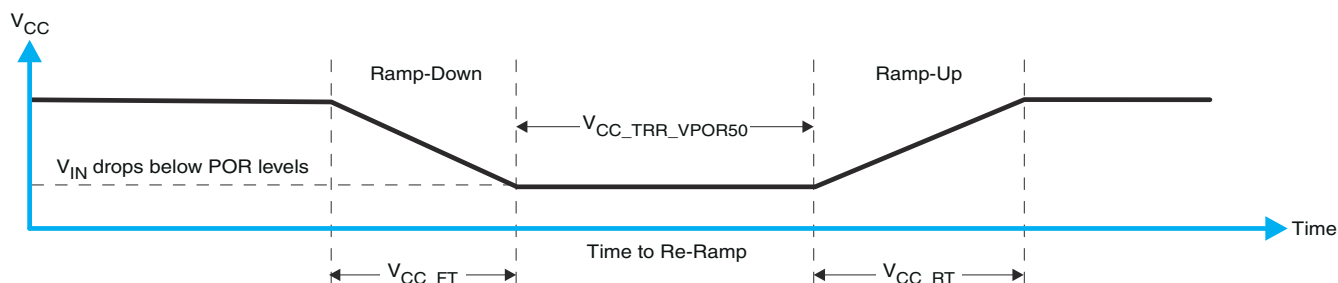 VCC
Ramp-Down
Ramp-Up
VCC_TRR_VPOR50
VIN drops below POR levels
Time
Time to Re-Ramp
VCC_FT
VCC_RT